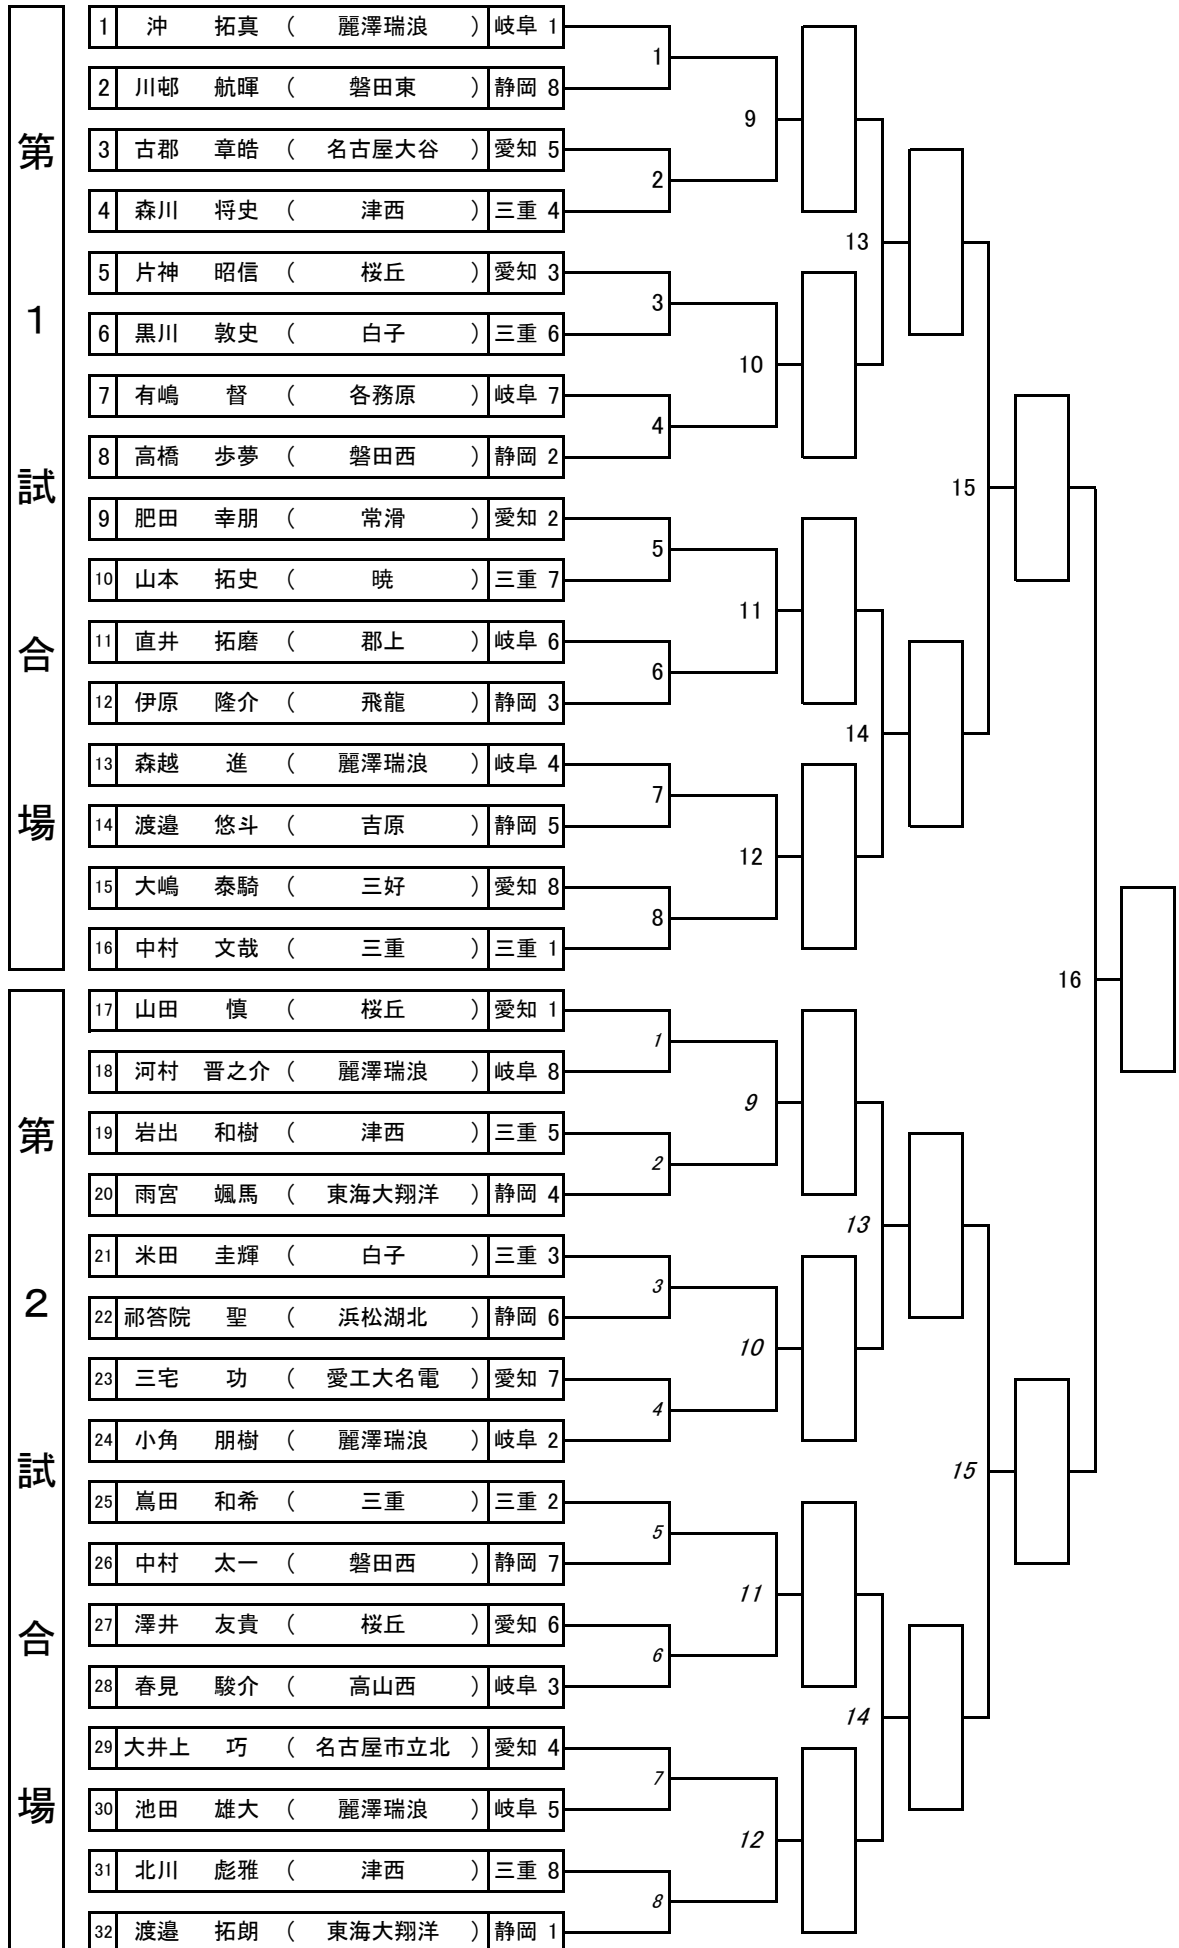 第1試合場
1 沖 拓真 ( 麗澤瑞浪 ) 岐阜 1
2 川邨 航暉 ( 磐田東 ) 静岡 8
3 古郡 章皓 ( 名古屋大谷 ) 愛知 5
4 森川 将史 ( 津西 ) 三重 4
5 片神 昭信 ( 桜丘 ) 愛知 3
6 黒川 敦史 ( 白子 ) 三重 6
7 有嶋 督 ( 各務原 ) 岐阜 7
8 高橋 歩夢 ( 磐田西 ) 静岡 2
9 肥田 幸朋 ( 常滑 ) 愛知 2
10 山本 拓史 ( 暁 ) 三重 7
11 直井 拓磨 ( 郡上 ) 岐阜 6
12 伊原 隆介 ( 飛龍 ) 静岡 3
13 森越 進 ( 麗澤瑞浪 ) 岐阜 4
14 渡邉 悠斗 ( 吉原 ) 静岡 5
15 大嶋 泰騎 ( 三好 ) 愛知 8
16 中村 文哉 ( 三重 ) 三重 1
1
2
3
4
5
6
7
8
9
10
11
12
13
14
15
16
第2試合場
17 山田 慎 ( 桜丘 ) 愛知 1
18 河村 晋之介 ( 麗澤瑞浪 ) 岐阜 8
19 岩出 和樹 ( 津西 ) 三重 5
20 雨宮 颯馬 ( 東海大翔洋 ) 静岡 4
21 米田 圭輝 ( 白子 ) 三重 3
22 祁答院 聖 ( 浜松湖北 ) 静岡 6
23 三宅 功 ( 愛工大名電 ) 愛知 7
24 小角 朋樹 ( 麗澤瑞浪 ) 岐阜 2
25 嶌田 和希 ( 三重 ) 三重 2
26 中村 太一 ( 磐田西 ) 静岡 7
27 澤井 友貴 ( 桜丘 ) 愛知 6
28 春見 駿介 ( 高山西 ) 岐阜 3
29 大井上 巧 ( 名古屋市立北 ) 愛知 4
30 池田 雄大 ( 麗澤瑞浪 ) 岐阜 5
31 北川 彪雅 ( 津西 ) 三重 8
32 渡邉 拓朗 ( 東海大翔洋 ) 静岡 1
1
2
3
4
5
6
7
8
9
10
11
12
13
14
15